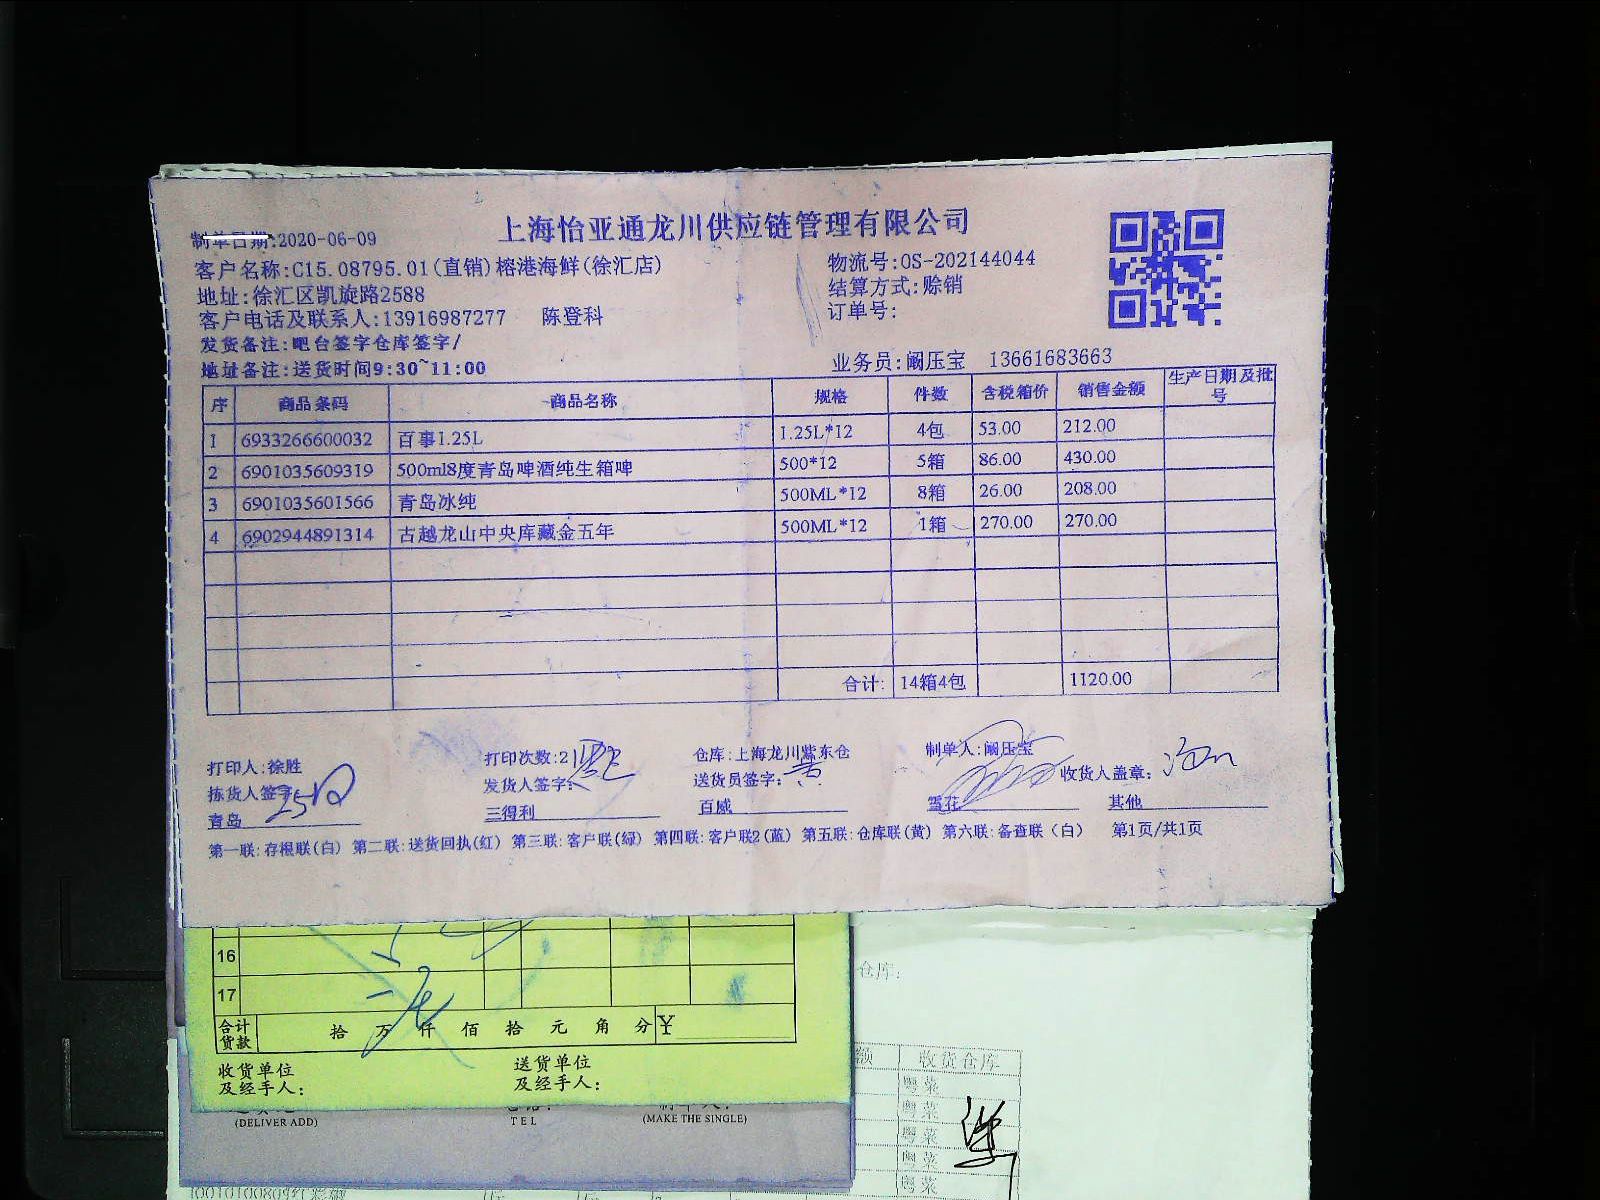 上海怡亚通龙川供应链管理有限公司
制单日期:2020-06-09
客户名称:C15.08795.01(直销)榕港海鲜(徐汇店)
物流号:OS-202144044
地址:徐汇区凯旋路2588
结算方式:赊销
客户电话及联系人:13916987277 陈登科
订单号:
发货备注:吧台签字仓库签字/
地址备注:送货时间9:30~11:00
业务员:阚压宝 13661683663
序 商品条码 商品名称 规格 件数 含税箱价 销售金额 生产日期及批号
1 6933266600032 百事1.25L 1.25L*12 4包 53.00 212.00
2 6901035609319 500ml8度青岛啤酒纯生箱啤 500*12 5箱 86.00 430.00
3 6901035601566 青岛冰纯 500ML*12 8箱 26.00 208.00
4 6902944891314 古越龙山中央库藏金五年 500ML*12 1箱 270.00 270.00
合计: 14箱4包 1120.00
打印人:徐胜 打印次数:2 仓库:上海龙川紫东仓 制单人:阚压宝
拣货人签字: 发货人签字: 送货员签字: 收货人盖章:
青岛 三得利 百威 雪花 其他
第一联:存根联(白) 第二联:送货回执(红) 第三联:客户联(绿) 第四联:客户联2(蓝) 第五联:仓库联(黄) 第六联:备查联(白) 第1页/共1页
16
17
合计货款 拾 万 仟 佰 拾 元 角 分 ¥
收货单位及经手人:
送货单位及经手人:
(DELIVER ADD) TEL (MAKE THE SINGLE)
仓库:
额 收货仓库
粤菜
粤菜
粤菜
粤菜
粤菜